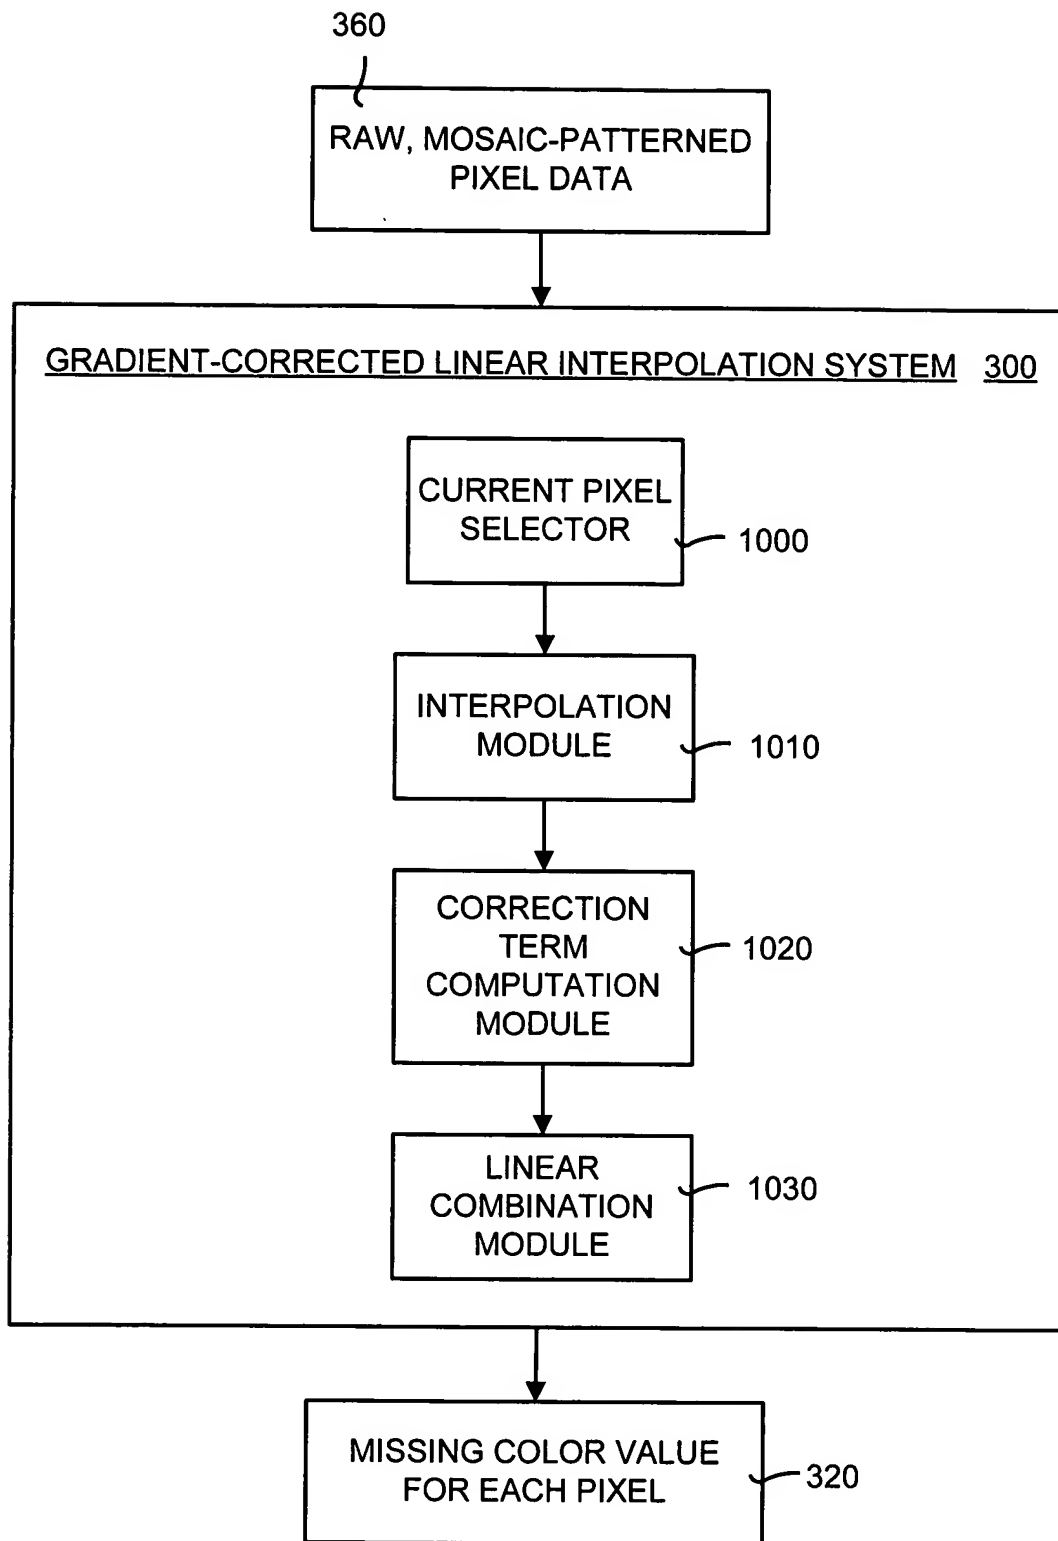 360
RAW, MOSAIC-PATTERNED
PIXEL DATA
GRADIENT-CORRECTED LINEAR INTERPOLATION SYSTEM 300
CURRENT PIXEL
SELECTOR
1000
INTERPOLATION
MODULE
1010
CORRECTION
TERM
COMPUTATION
MODULE
1020
LINEAR
COMBINATION
MODULE
1030
MISSING COLOR VALUE
FOR EACH PIXEL
320